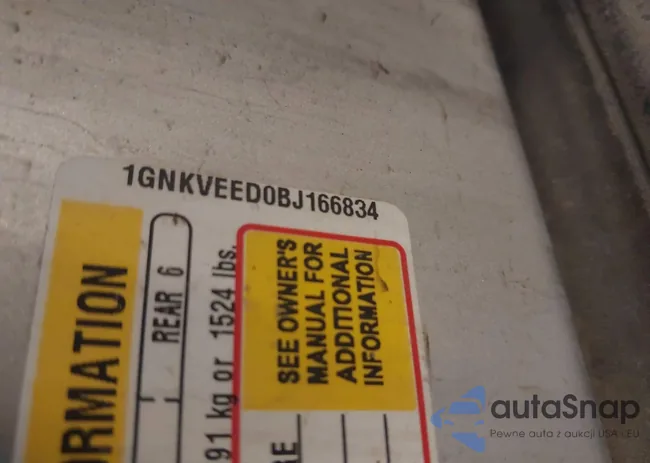 1GNKVEED0BJ166834
ORMATION
REAR 6
91 kg or 1524 lbs.
SEE OWNER'S
MANUAL FOR
ADDITIONAL
INFORMATION
RE
autaSnap
Pewne auta z aukcji USA i EU